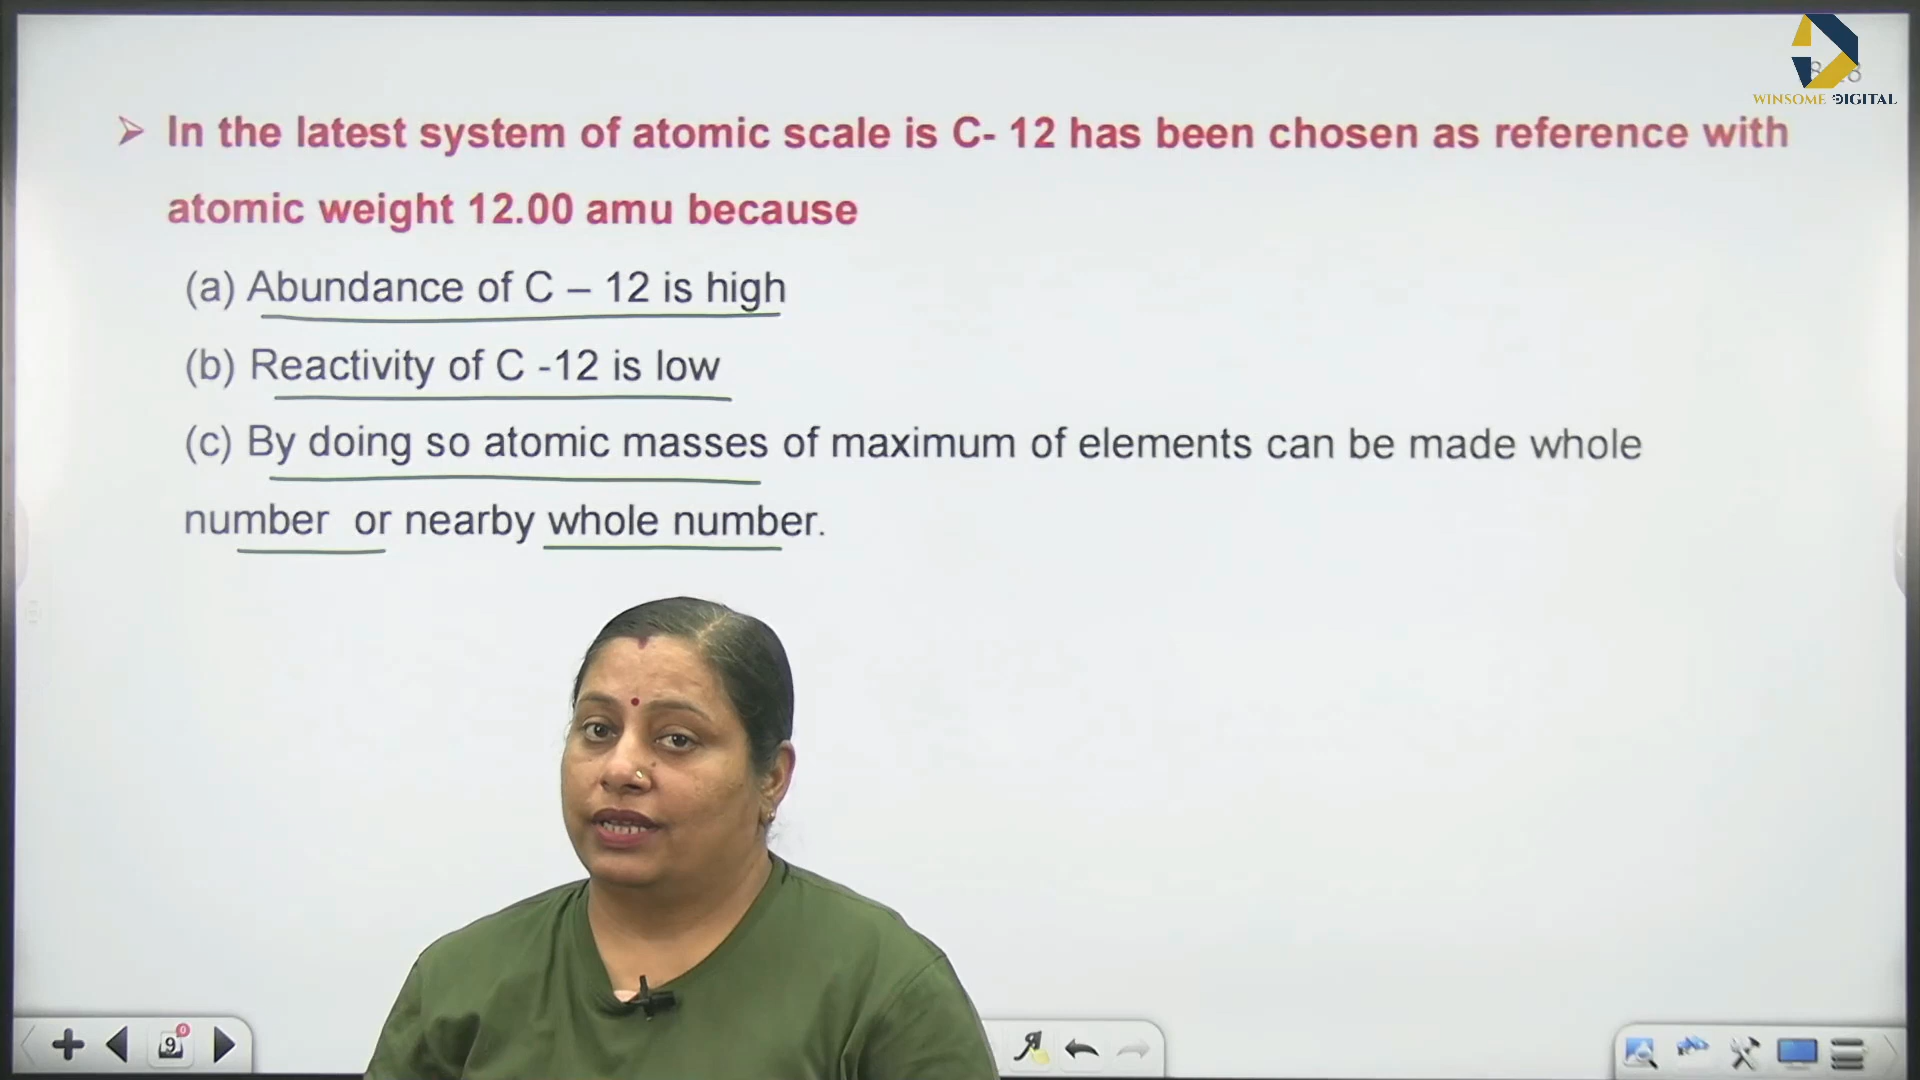 WINSOME DIGITAL
➢ In the latest system of atomic scale is C- 12 has been chosen as reference with
atomic weight 12.00 amu because
(a) Abundance of C – 12 is high
(b) Reactivity of C -12 is low
(c) By doing so atomic masses of maximum of elements can be made whole
number or nearby whole number.
9
0